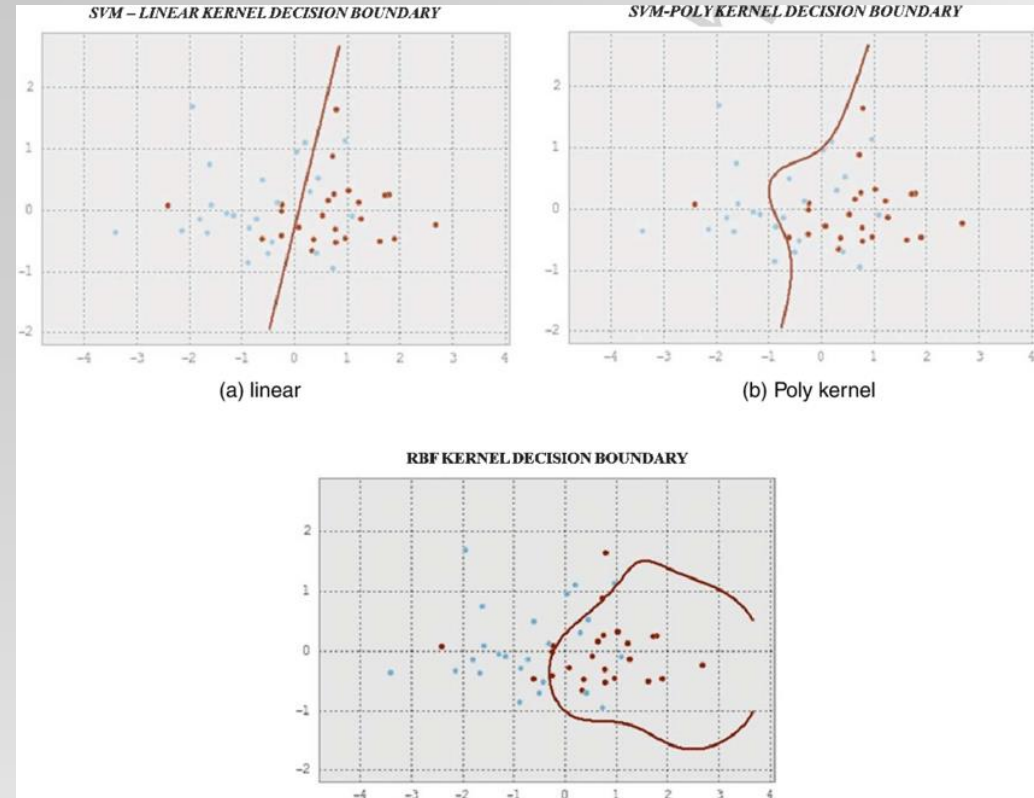 SVM – LINEAR KERNEL DECISION BOUNDARY
2
1
0
-1
-2
-4 -3 -2 -1 0 1 2 3 4
(a) linear
SVM-POLY KERNEL DECISION BOUNDARY
2
1
0
-1
-2
-4 -3 -2 -1 0 1 2 3 4
(b) Poly kernel
RBF KERNEL DECISION BOUNDARY
2
1
0
-1
-2
-4 -3 -2 -1 0 1 2 3 4